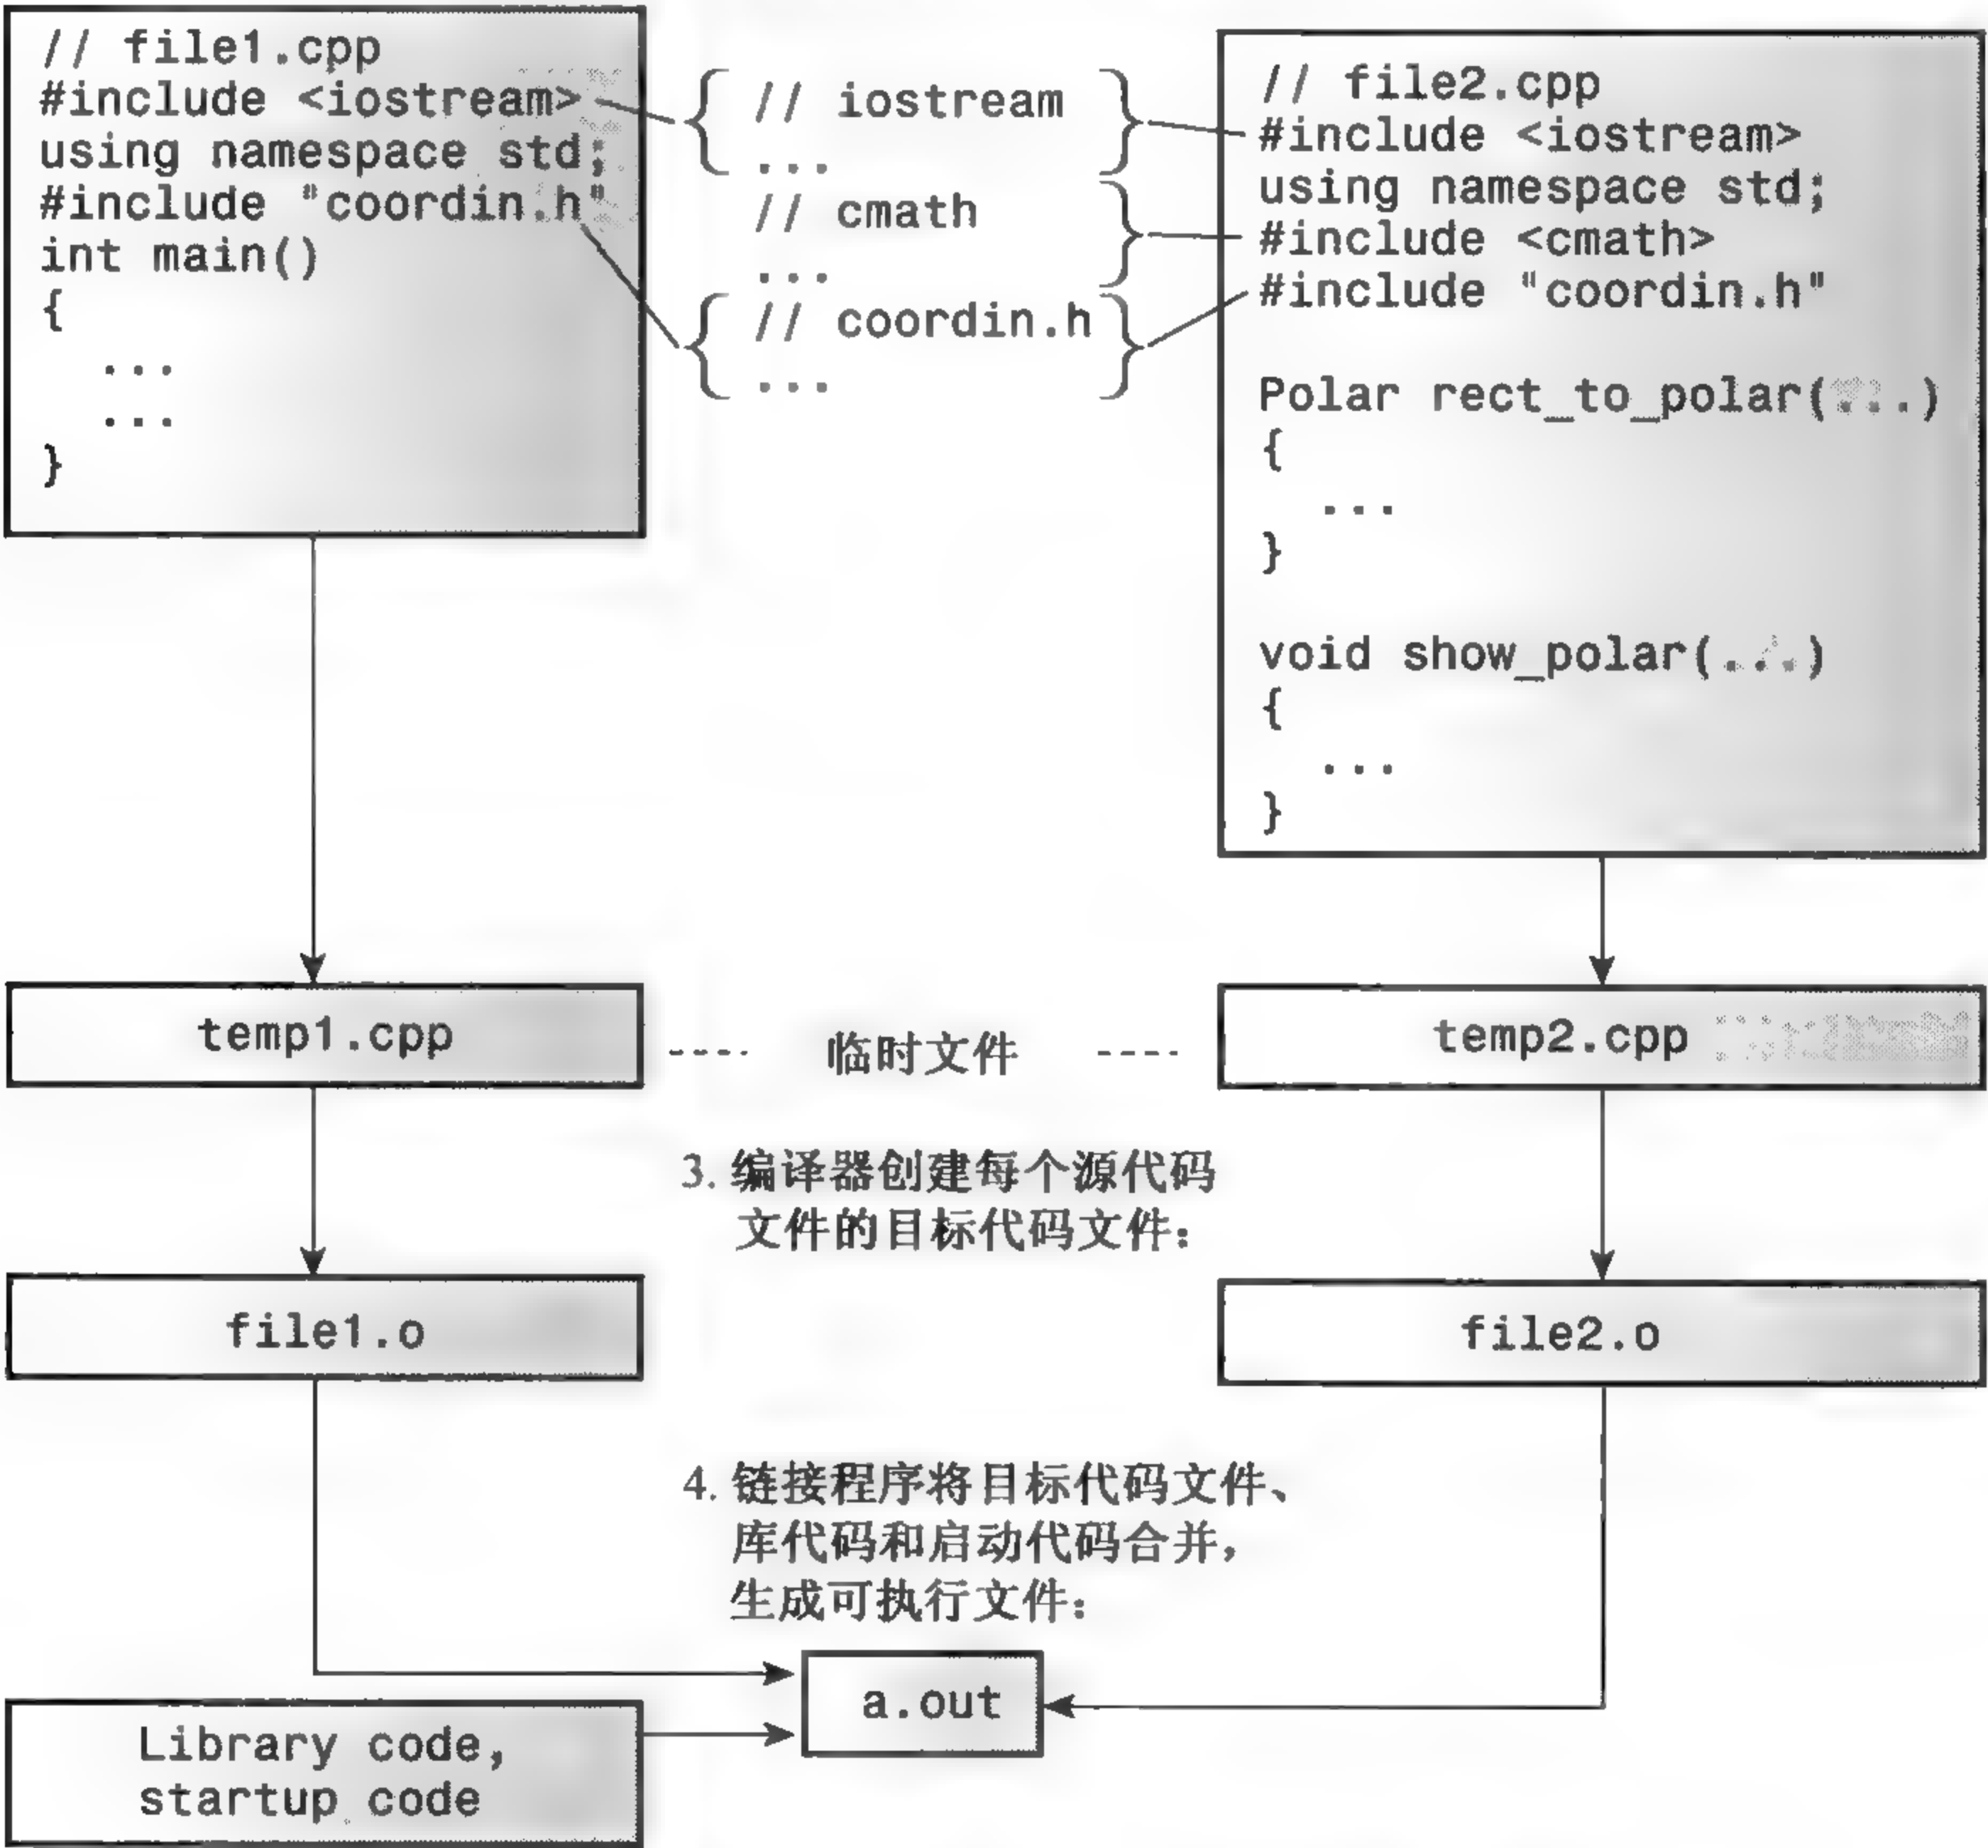 // file1.cpp
#include <iostream>
using namespace std;
#include "coordin.h"
int main()
{
...
...
}
// iostream
...
// cmath
...
// coordin.h
...
// file2.cpp
#include <iostream>
using namespace std;
#include <cmath>
#include "coordin.h"
Polar rect_to_polar(...)
{
...
}
void show_polar(...)
{
...
}
temp1.cpp
---- 临时文件 ----
temp2.cpp
3. 编译器创建每个源代码
文件的目标代码文件：
file1.o
file2.o
4. 链接程序将目标代码文件、
库代码和启动代码合并，
生成可执行文件：
a.out
Library code,
startup code